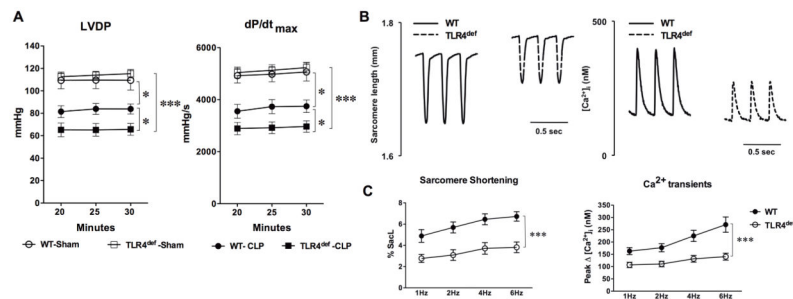 A
LVDP
mmHg
120
100
80
60
40
20
0
20 25 30
Minutes
*
*
***
dP/dt max
mmHg/s
6000
4000
2000
0
20 25 30
Minutes
*
*
***
WT-Sham
TLR4def-Sham
WT- CLP
TLR4def-CLP
B
Sarcomere length (mm)
1.8
1.6
WT
TLR4def
0.5 sec
[Ca2+]i (nM)
500
0
WT
TLR4def
0.5 sec
C
Sarcomere Shortening
% SacL
8
6
4
2
0
1Hz 2Hz 4Hz 6Hz
***
Ca2+ transients
Peak Δ [Ca2+]i (nM)
350
300
250
200
150
100
50
0
1Hz 2Hz 4Hz 6Hz
***
WT
TLR4de